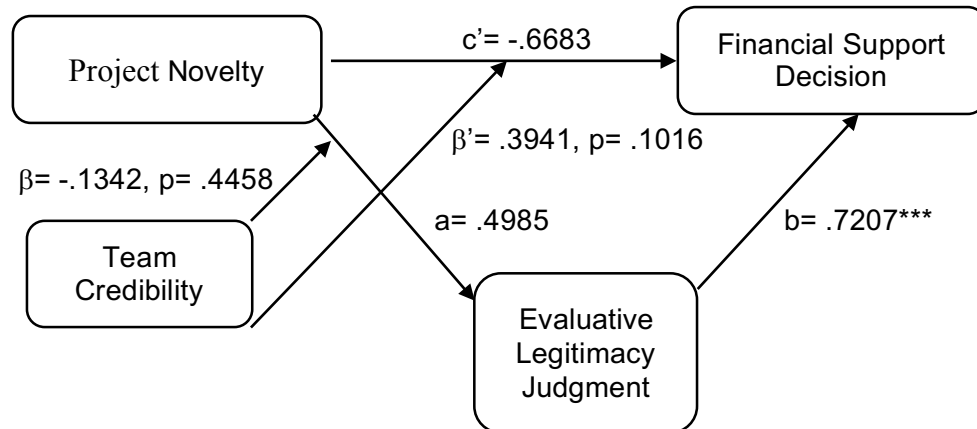 c’= -.6683
Project Novelty
Financial Support
Decision
β’= .3941, p= .1016
β= -.1342, p= .4458
a= .4985
b= .7207***
Team
Credibility
Evaluative
Legitimacy
Judgment